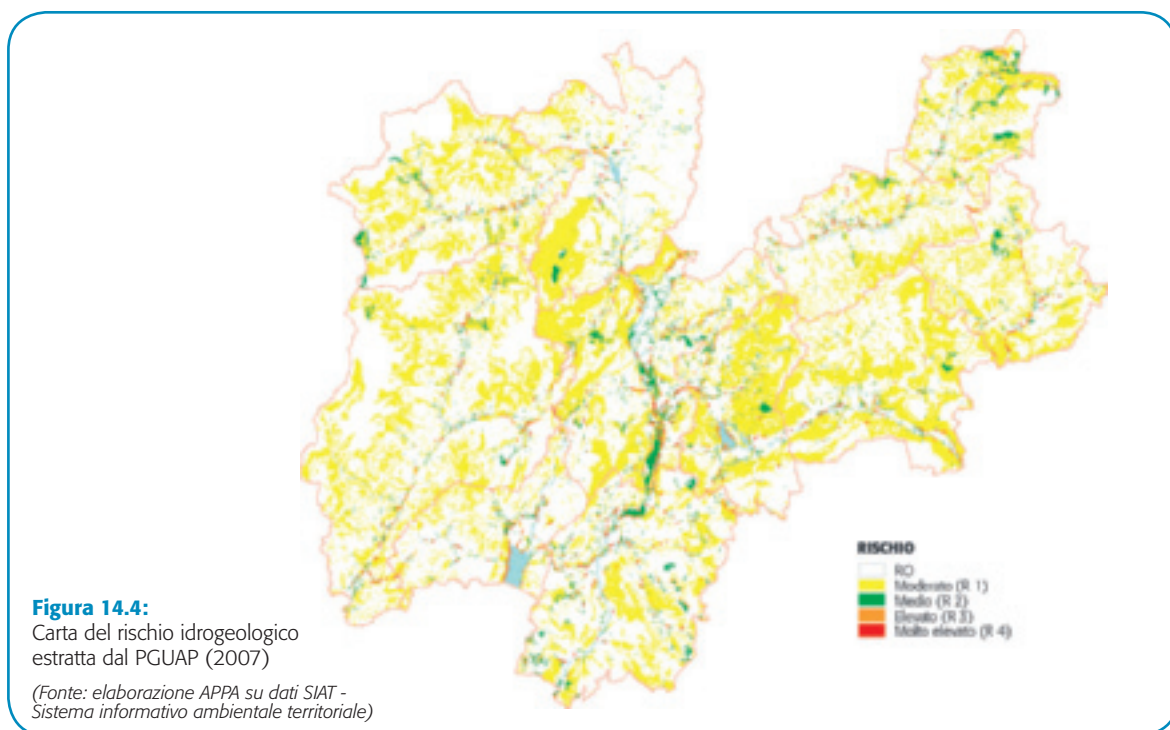 RISCHIO
R0
Moderato (R 1)
Medio (R 2)
Elevato (R 3)
Molto elevato (R 4)
Figura 14.4:
Carta del rischio idrogeologico
estratta dal PGUAP (2007)
(Fonte: elaborazione APPA su dati SIAT -
Sistema informativo ambientale territoriale)